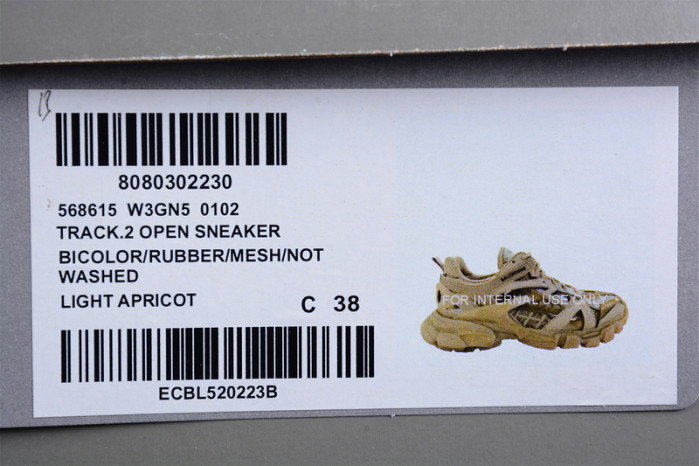 8080302230
568615 W3GN5 0102
TRACK.2 OPEN SNEAKER
BICOLOR/RUBBER/MESH/NOT
WASHED
LIGHT APRICOT
C 38
FOR INTERNAL USE ONLY
ECBL520223B